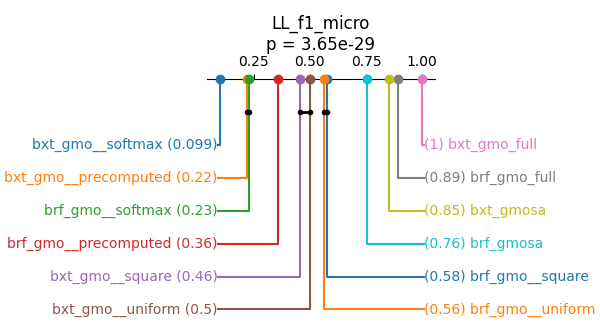 LL_f1_micro
p = 3.65e-29
0.25 0.50 0.75 1.00
bxt_gmo__softmax (0.099) (1) bxt_gmo_full
bxt_gmo__precomputed (0.22) (0.89) brf_gmo_full
brf_gmo__softmax (0.23) (0.85) bxt_gmosa
brf_gmo__precomputed (0.36) (0.76) brf_gmosa
bxt_gmo__square (0.46) (0.58) brf_gmo__square
bxt_gmo__uniform (0.5) (0.56) brf_gmo__uniform